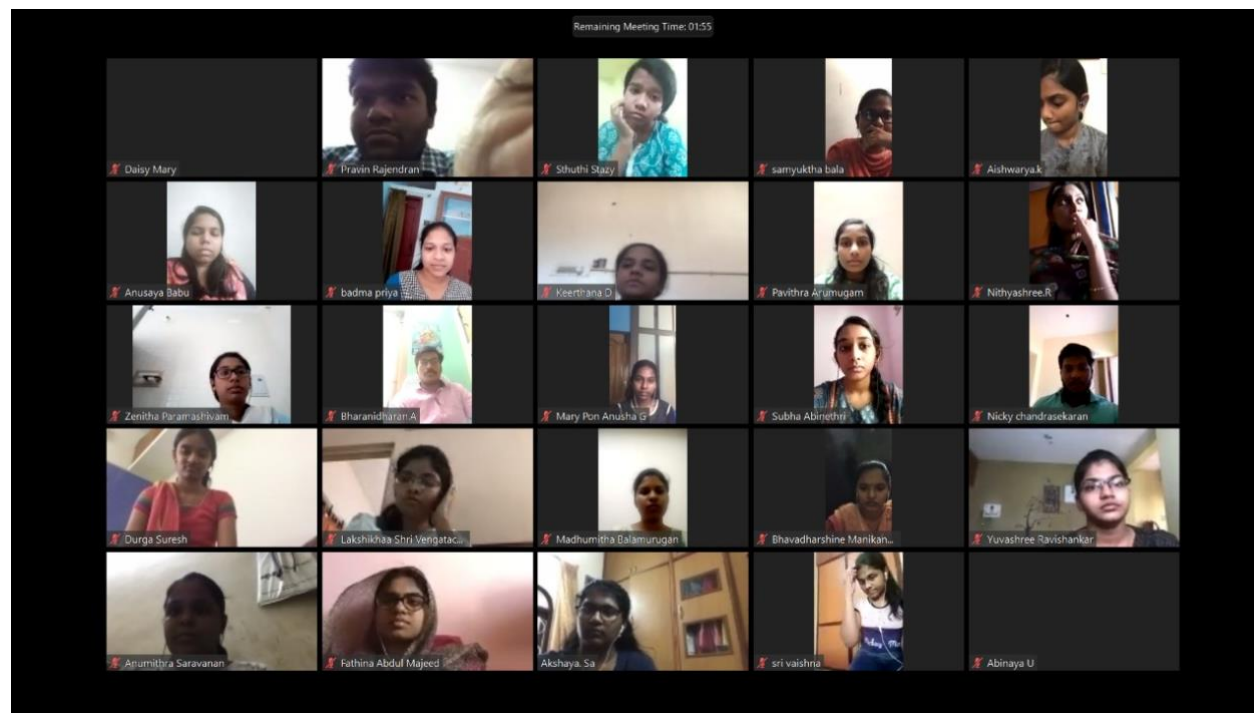 Remaining Meeting Time: 01:55
Daisy Mary
Pravin Rajendran
Sthuthi Stazy
samyuktha bala
Aishwarya.k
Anusaya Babu
badma priya
Keerthana D
Pavithra Arumugam
Nithyashree.R
Zenitha Paramashivam
Bharanidharan.A
Mary Pon Anusha G
Subha Abinethri
Nicky chandrasekaran
Durga Suresh
Lakshikhaa Shri Vengatac...
Madhumitha Balamurugan
Bhavadharshine Manikan...
Yuvashree Ravishankar
Anumithra Saravanan
Fathina Abdul Majeed
Akshaya. Sa
sri vaishna
Abinaya U